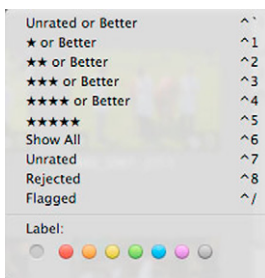 Unrated or Better ^`
★ or Better ^1
★★ or Better ^2
★★★ or Better ^3
★★★★ or Better ^4
★★★★★ ^5
Show All ^6
Unrated ^7
Rejected ^8
Flagged ^/
Label: